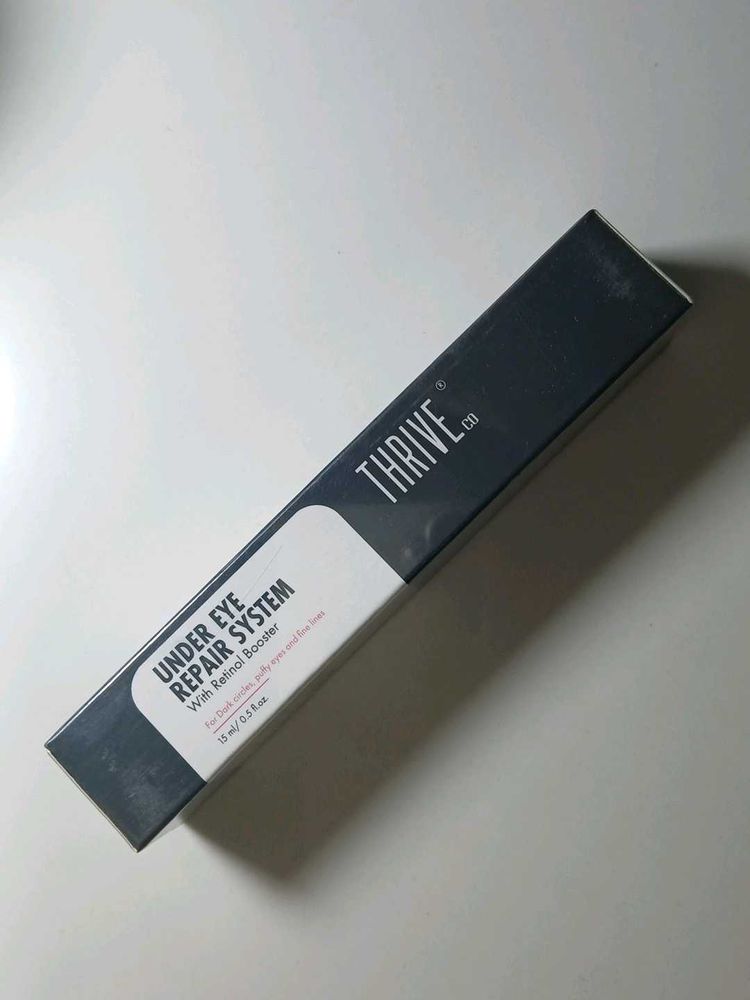 THRIVE® co
UNDER EYE
REPAIR SYSTEM
With Retinol Booster
For Dark circles, puffy eyes and fine lines
15 ml/ 0.5 fl.oz.